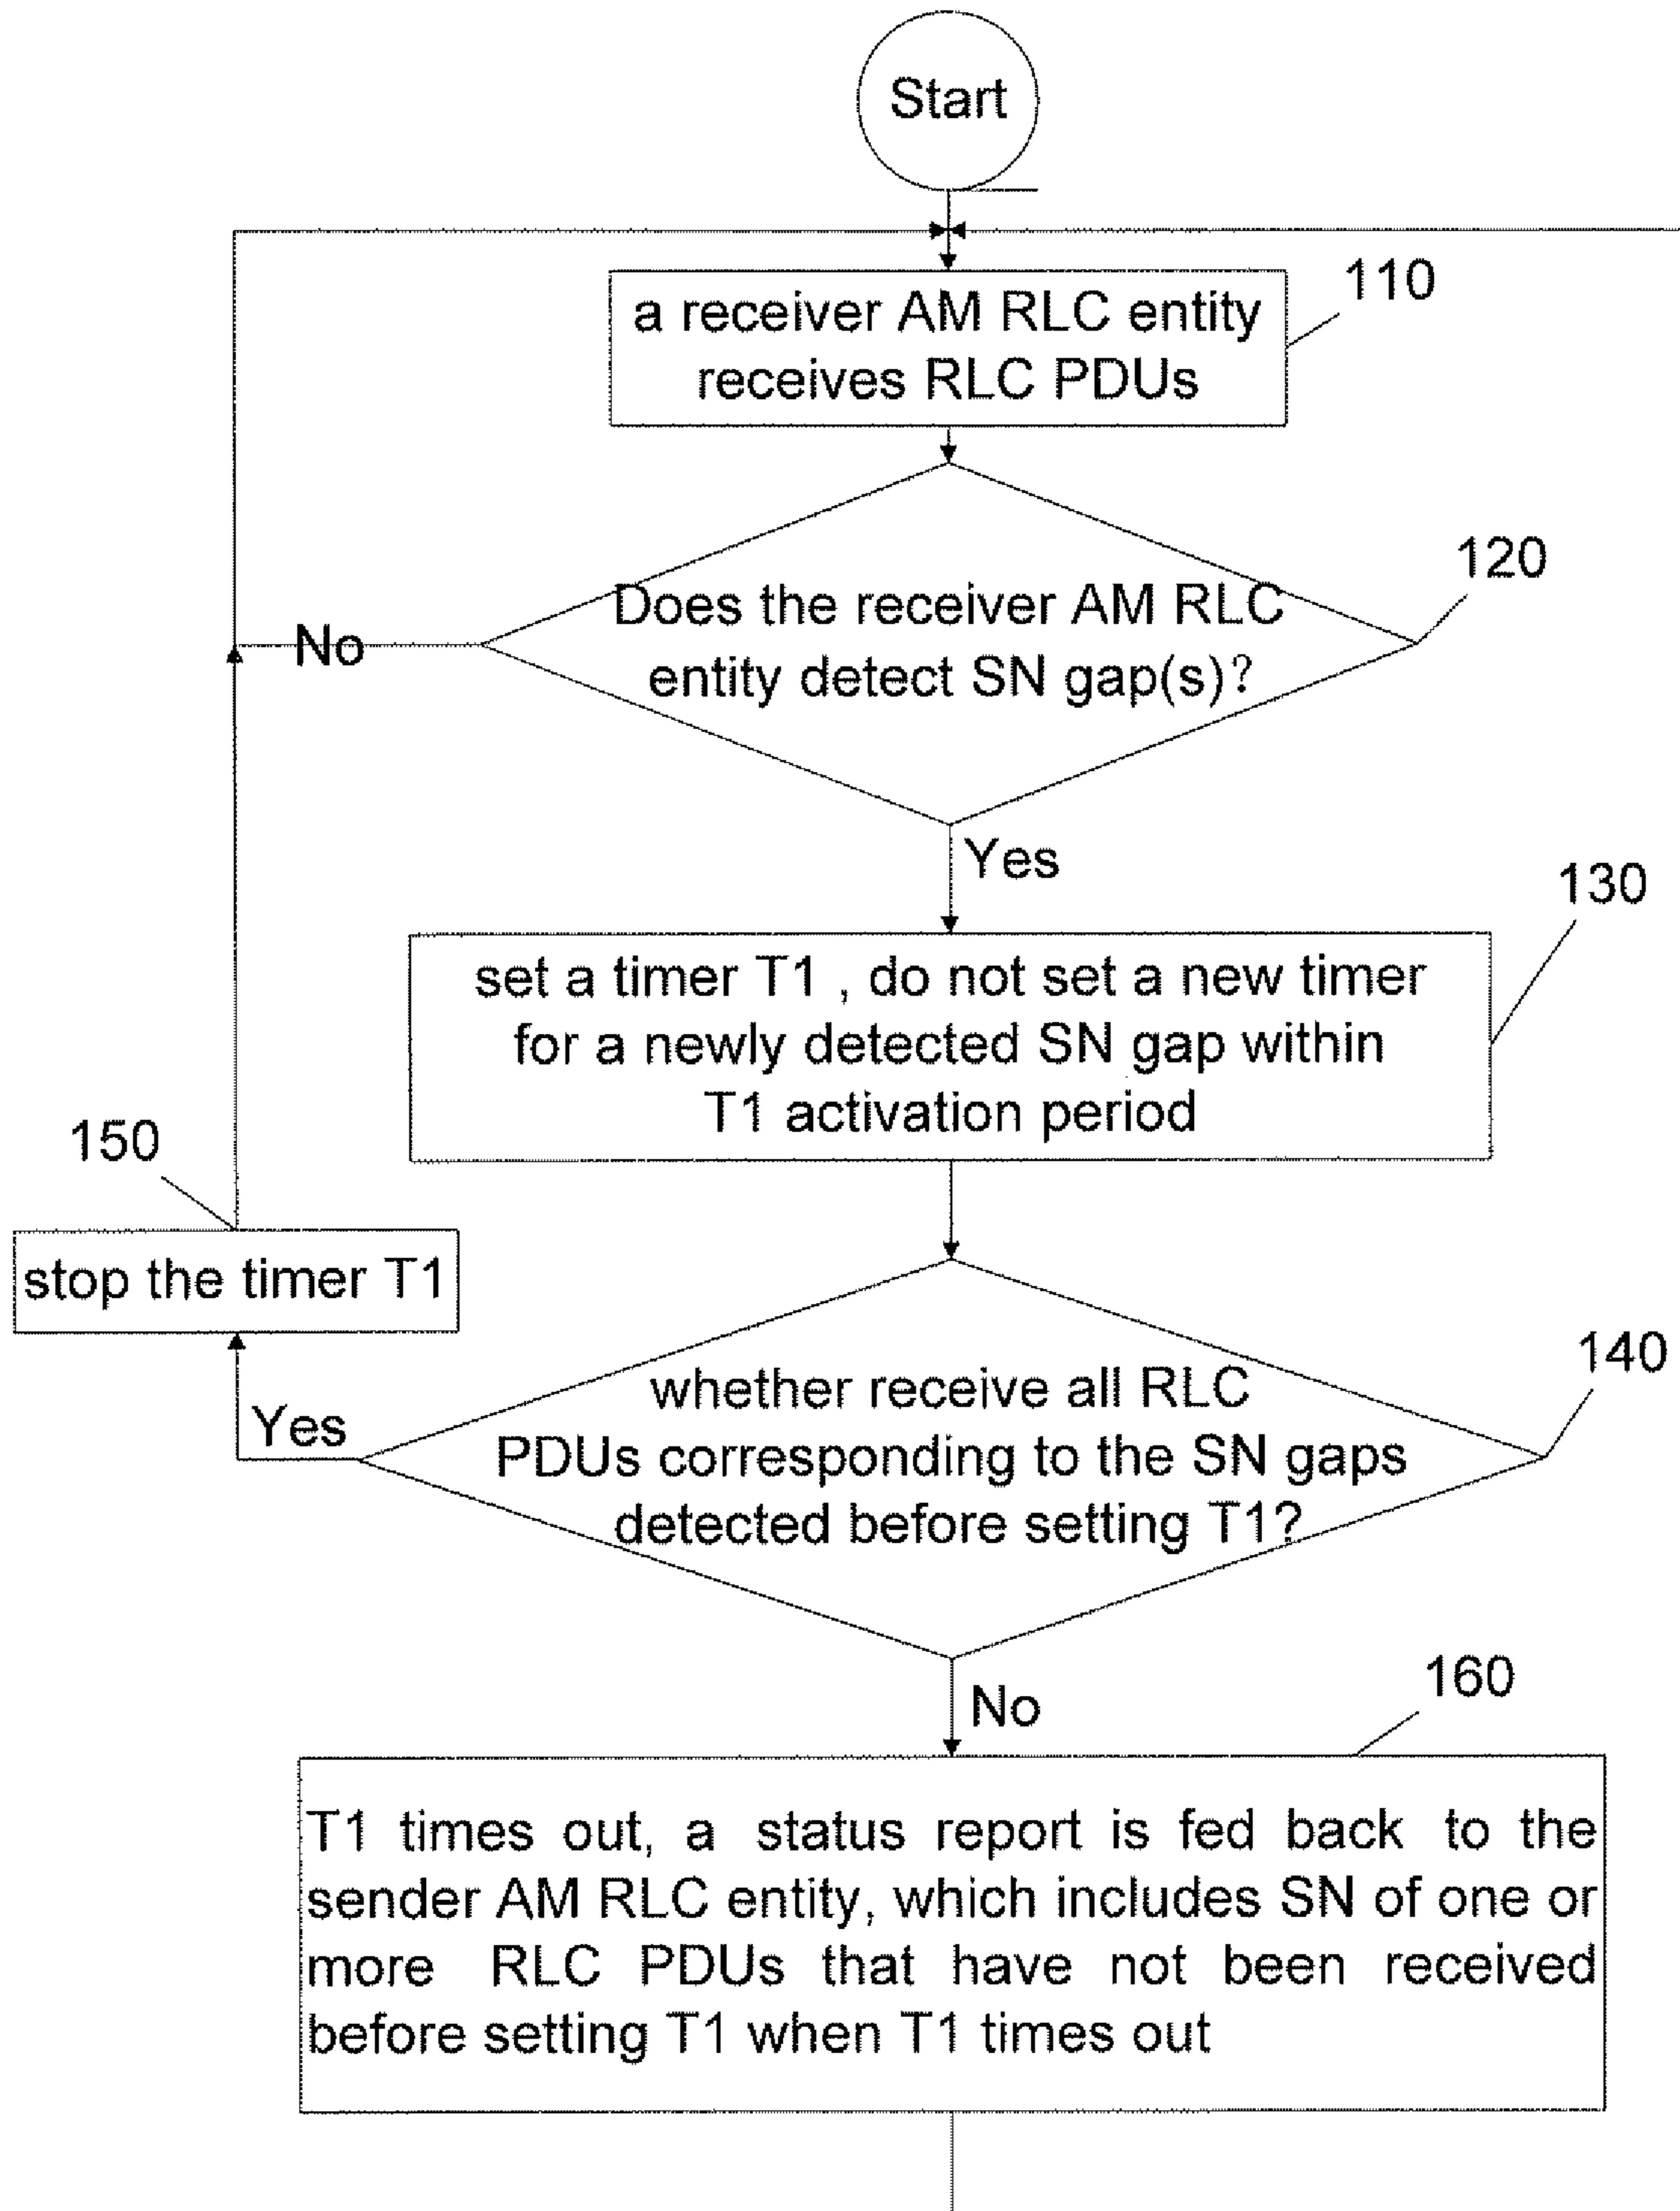 Start
110
a receiver AM RLC entity
receives RLC PDUs
120
Does the receiver AM RLC
entity detect SN gap(s)?
No
Yes
130
set a timer T1 , do not set a new timer
for a newly detected SN gap within
T1 activation period
150
stop the timer T1
140
whether receive all RLC
PDUs corresponding to the SN gaps
detected before setting T1?
Yes
No
160
T1 times out, a status report is fed back to the
sender AM RLC entity, which includes SN of one or
more RLC PDUs that have not been received
before setting T1 when T1 times out